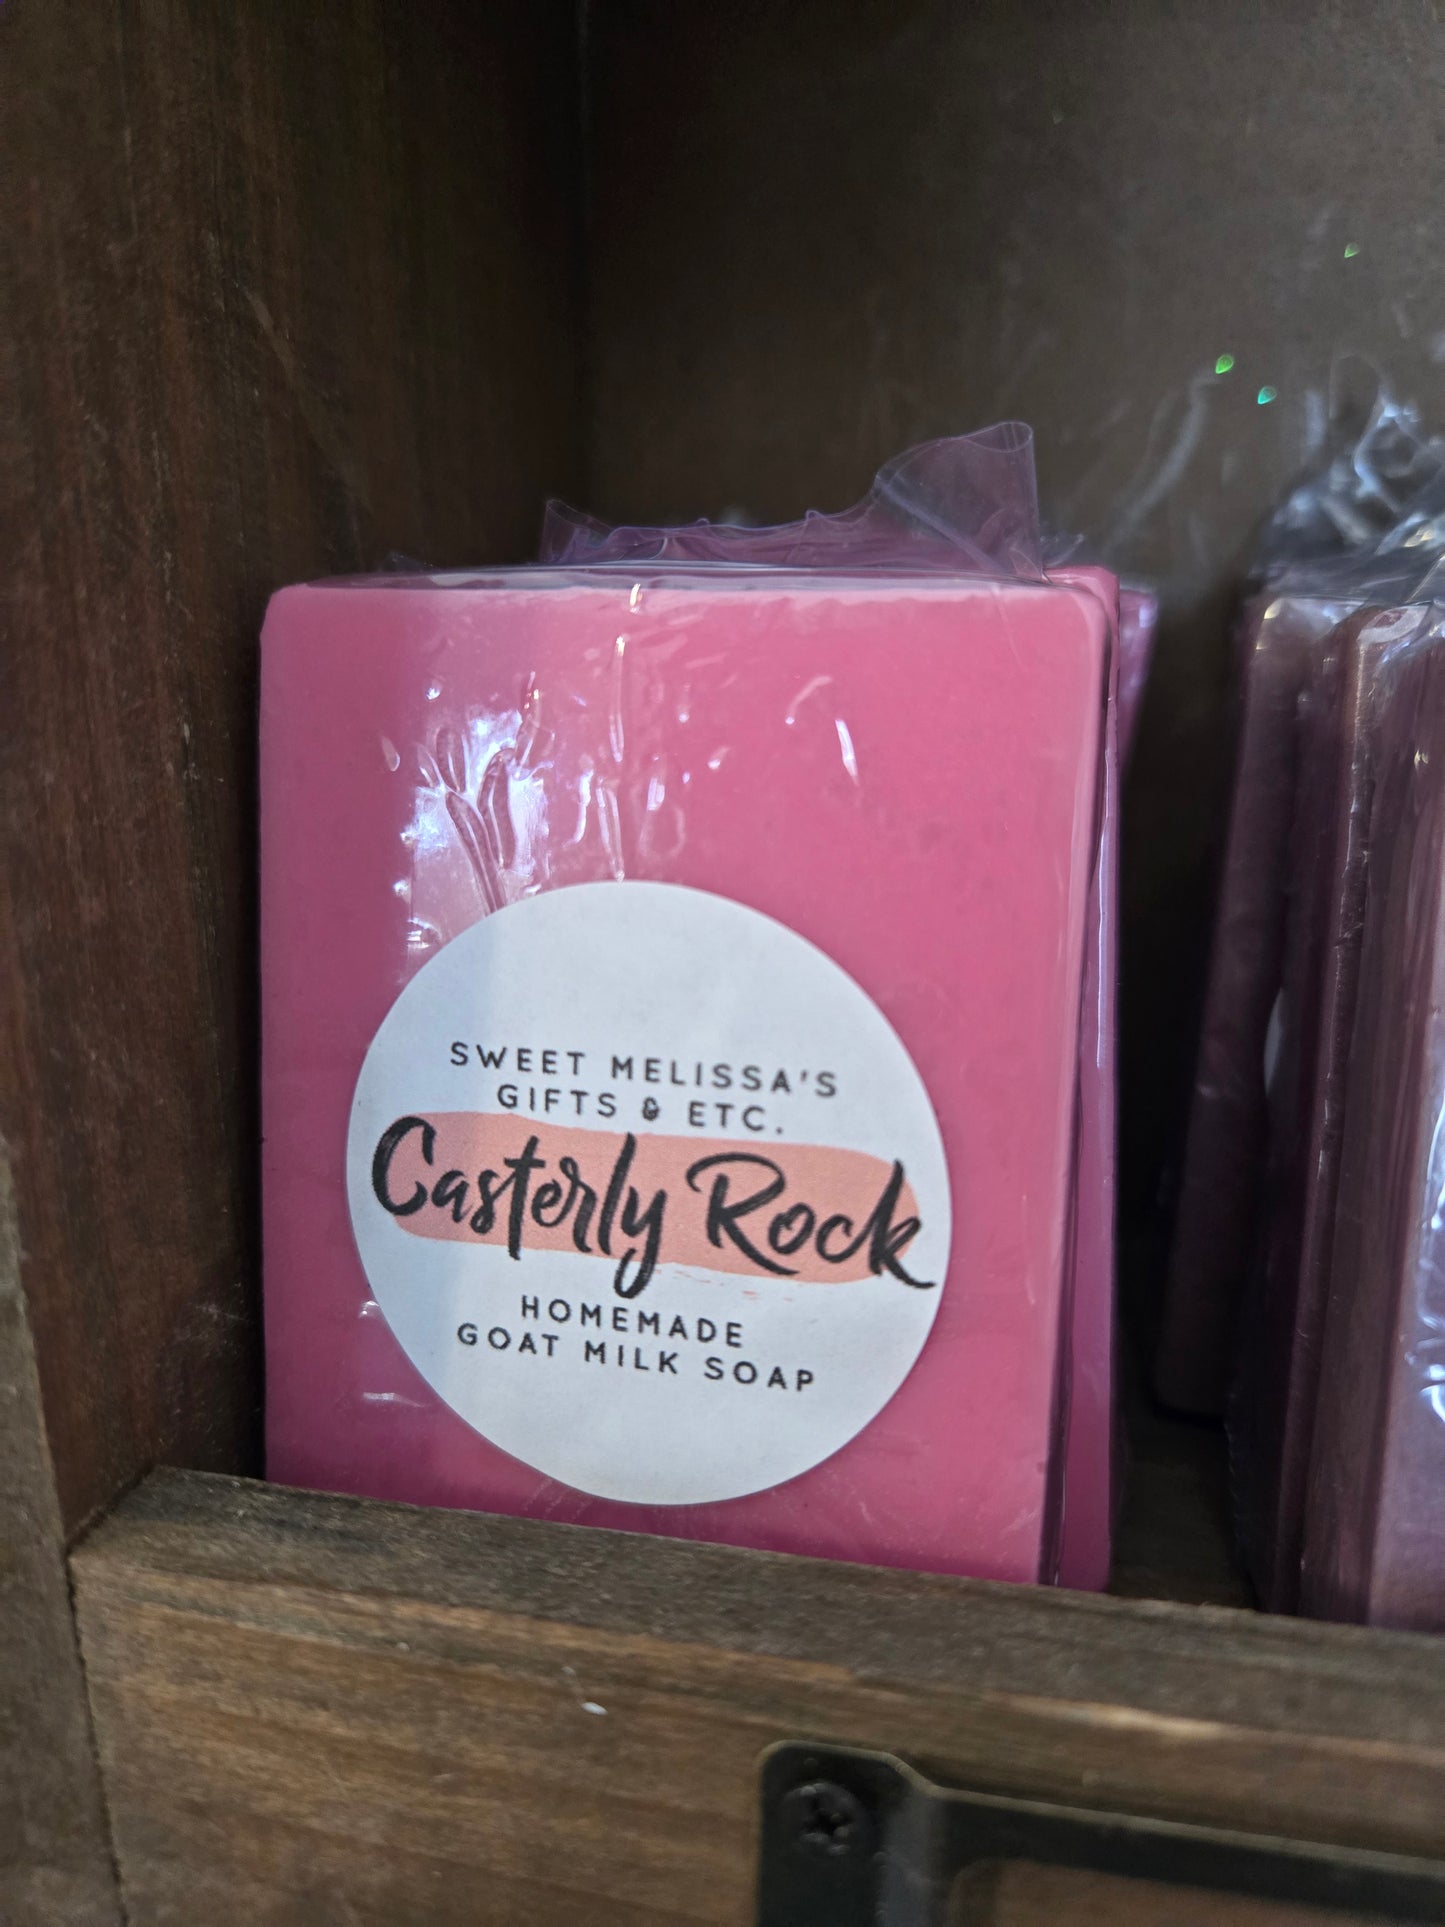 SWEET MELISSA'S
GIFTS & ETC.
Casterly Rock
HOMEMADE
GOAT MILK SOAP